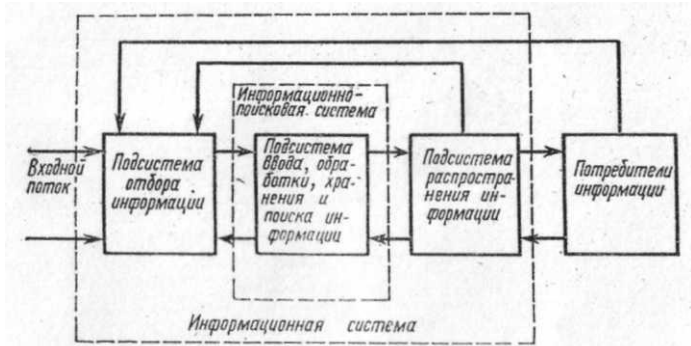 Информационно-
поисковая система
Входной
поток
Подсистема
отбора
информации
Подсистема
ввода, обра-
ботки, хра-
нения и
поиска ин-
формации
Подсистема
распростра-
нения ин-
формации
Потребители
информации
Информационная система